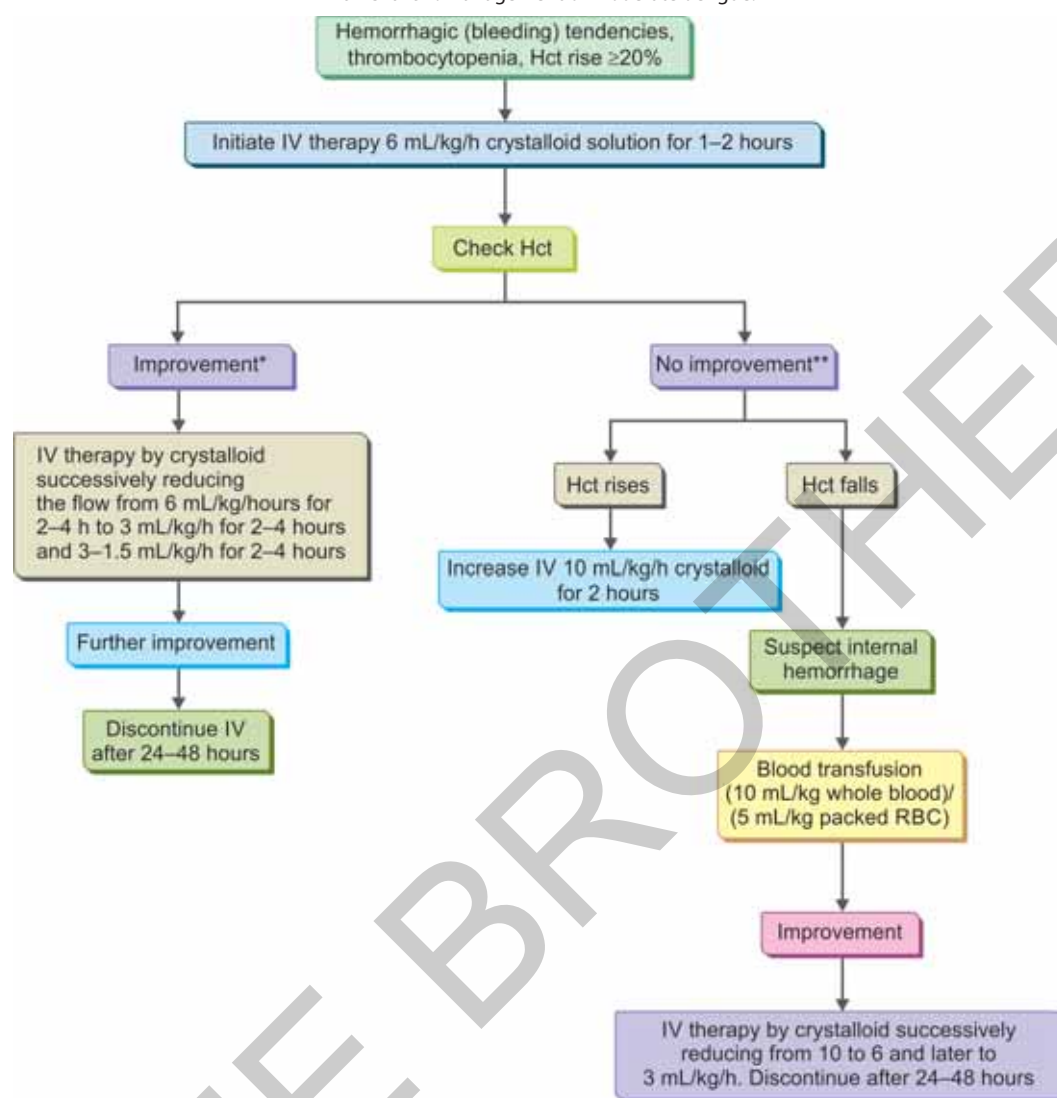 Hemorrhagic (bleeding) tendencies,
thrombocytopenia, Hct rise ≥20%
Initiate IV therapy 6 mL/kg/h crystalloid solution for 1–2 hours
Check Hct
Improvement*
No improvement**
IV therapy by crystalloid
successively reducing
the flow from 6 mL/kg/hours for
2–4 h to 3 mL/kg/h for 2–4 hours
and 3–1.5 mL/kg/h for 2–4 hours
Hct rises
Hct falls
Increase IV 10 mL/kg/h crystalloid
for 2 hours
Further improvement
Suspect internal
hemorrhage
Discontinue IV
after 24–48 hours
Blood transfusion
(10 mL/kg whole blood)/
(5 mL/kg packed RBC)
Improvement
IV therapy by crystalloid successively
reducing from 10 to 6 and later to
3 mL/kg/h. Discontinue after 24–48 hours